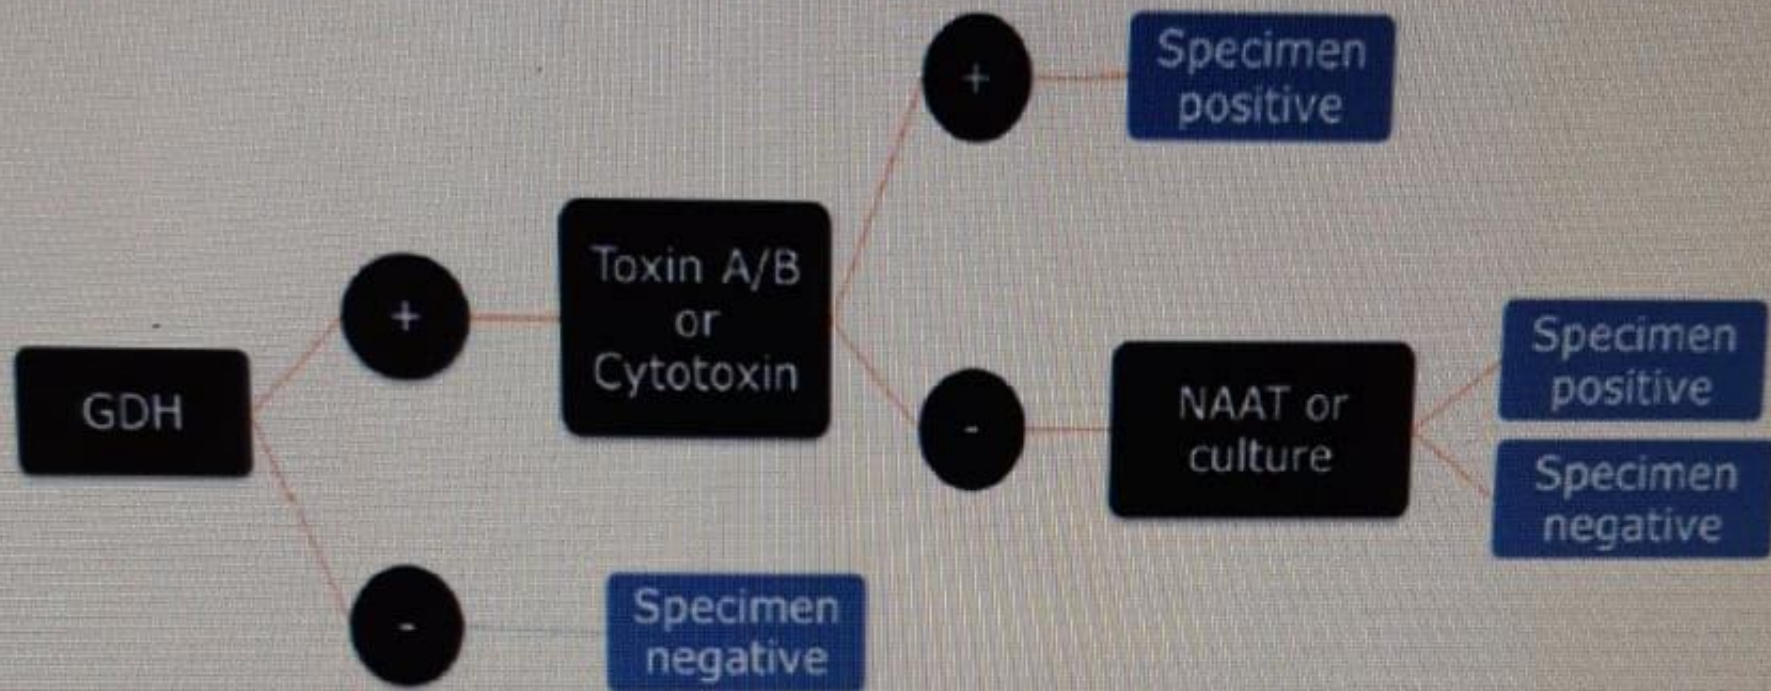 GDH
+
-
Toxin A/B
or
Cytotoxin
Specimen
negative
+
-
Specimen
positive
NAAT or
culture
Specimen
positive
Specimen
negative